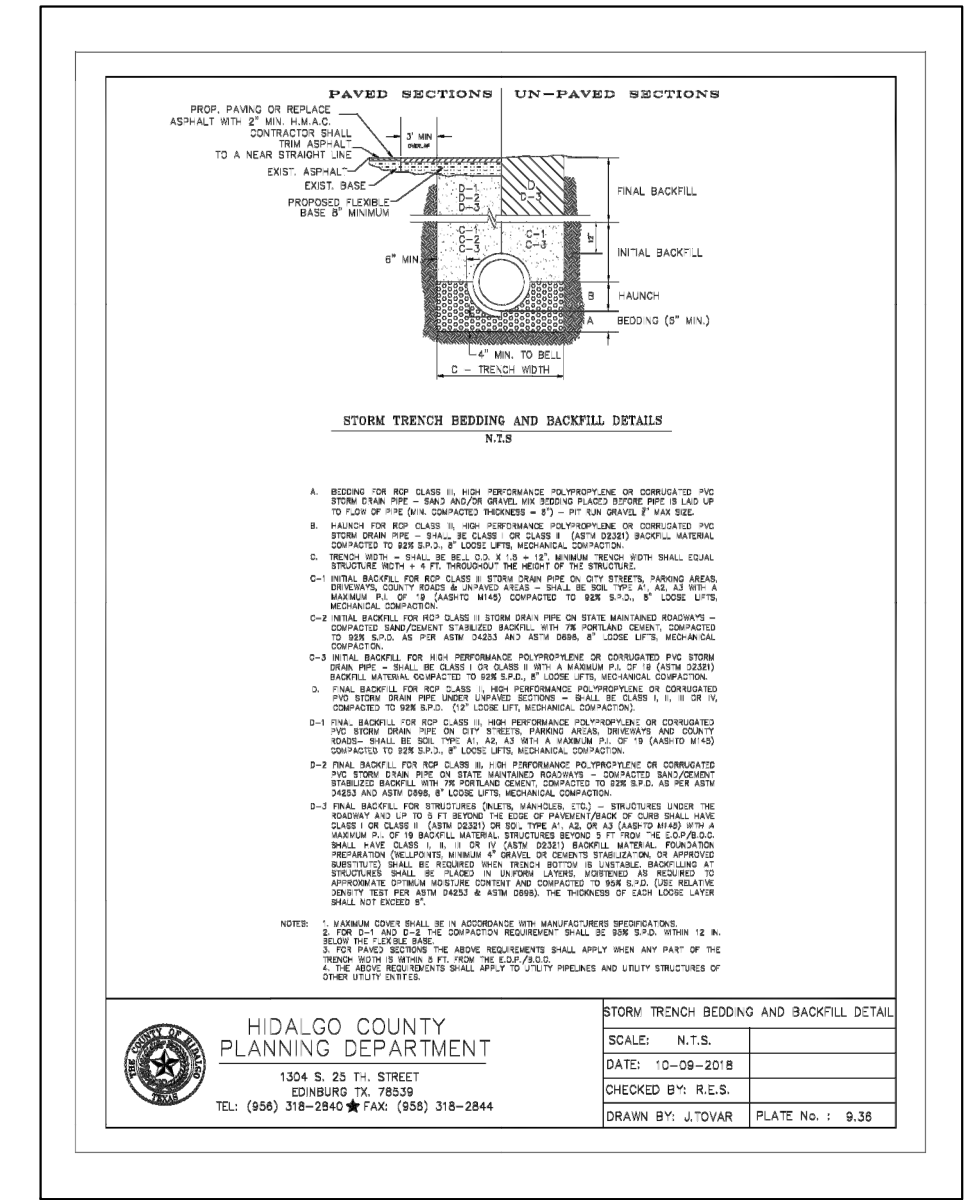 PAVED SECTIONS UN-PAVED SECTIONS
PROP. PAVING OR REPLACE
ASPHALT WITH 2" MIN. H.M.A.C.
CONTRACTOR SHALL
TRIM ASPHALT
TO A NEAR STRAIGHT LINE
EXIST. ASPHALT
EXIST. BASE
PROPOSED FLEXIBLE
BASE 8" MINIMUM
3' MIN
OVERLAP
D-1
D-2
D-3
D
D-3
FINAL BACKFILL
C-1
C-2
C-3
C-1
C-3
12"
INITIAL BACKFILL
6" MIN
B HAUNCH
A BEDDING (6" MIN.)
4" MIN. TO BELL
C - TRENCH WIDTH
STORM TRENCH BEDDING AND BACKFILL DETAILS
N.T.S
A. BEDDING FOR RCP CLASS III, HIGH PERFORMANCE POLYPROPYLENE OR CORRUGATED PVC
STORM DRAIN PIPE - SAND AND/OR GRAVEL MIX BEDDING PLACED BEFORE PIPE IS LAID UP
TO FLOW OF PIPE (MIN. COMPACTED THICKNESS = 6") - PIT RUN GRAVEL MAX SIZE.
B. HAUNCH FOR RCP CLASS III, HIGH PERFORMANCE POLYPROPYLENE OR CORRUGATED PVC
STORM DRAIN PIPE - SHALL BE CLASS I OR CLASS II (ASTM D2321) BACKFILL MATERIAL
COMPACTED TO 92% S.P.D., 8" LOOSE LIFTS, MECHANICAL COMPACTION.
C. TRENCH WIDTH - SHALL BE BELL O.D. X 1.5 + 12". MINIMUM TRENCH WIDTH SHALL EQUAL
STRUCTURE WIDTH + 4 FT. THROUGHOUT THE HEIGHT OF THE STRUCTURE.
C-1 INITIAL BACKFILL FOR RCP CLASS III STORM DRAIN PIPE ON CITY STREETS, PARKING AREAS,
DRIVEWAYS, COUNTY ROADS & UNPAVED AREAS - SHALL BE SOIL TYPE A1, A2, A3 WITH A
MAXIMUM P.I. OF 19 (AASHTO M145) COMPACTED TO 92% S.P.D., 8" LOOSE LIFTS,
MECHANICAL COMPACTION.
C-2 INITIAL BACKFILL FOR RCP CLASS III STORM DRAIN PIPE ON STATE MAINTAINED ROADWAYS -
COMPACTED SAND/CEMENT STABILIZED BACKFILL WITH 7% PORTLAND CEMENT, COMPACTED
TO 92% S.P.D. AS PER ASTM D4253 AND ASTM D698, 8" LOOSE LIFTS, MECHANICAL
COMPACTION.
C-3 INITIAL BACKFILL FOR HIGH PERFORMANCE POLYPROPYLENE OR CORRUGATED PVC STORM
DRAIN PIPE - SHALL BE CLASS I OR CLASS II WITH A MAXIMUM P.I. OF 19 (ASTM D2321)
BACKFILL MATERIAL COMPACTED TO 92% S.P.D., 8" LOOSE LIFTS, MECHANICAL COMPACTION.
D. FINAL BACKFILL FOR RCP CLASS HIGH PERFORMANCE POLYPROPYLENE OR CORRUGATED
PVC STORM DRAIN PIPE UNDER UNPAVED SECTIONS - SHALL BE CLASS I, II, III OR IV,
COMPACTED TO 92% S.P.D. (12" LOOSE LIFT, MECHANICAL COMPACTION).
D-1 FINAL BACKFILL FOR RCP CLASS III, HIGH PERFORMANCE POLYPROPYLENE OR CORRUGATED
PVC STORM DRAIN PIPE ON CITY STREETS, PARKING AREAS, DRIVEWAYS AND COUNTY
ROADS- SHALL BE SOIL TYPE A1, A2, A3 WITH A MAXIMUM P.I. OF 19 (AASHTO M145)
COMPACTED TO 92% S.P.D., 8" LOOSE LIFTS, MECHANICAL COMPACTION.
D-2 FINAL BACKFILL FOR RCP CLASS III, HIGH PERFORMANCE POLYPROPYLENE OR CORRUGATED
PVC STORM DRAIN PIPE ON STATE MAINTAINED ROADWAYS - COMPACTED SAND/CEMENT
STABILIZED BACKFILL WITH 7% PORTLAND CEMENT, COMPACTED TO 92% S.P.D. AS PER ASTM
D4253 AND ASTM D698, 8" LOOSE LIFTS, MECHANICAL COMPACTION.
D-3 FINAL BACKFILL FOR STRUCTURES (INLETS, MANHOLES, ETC.) - STRUCTURES UNDER THE
ROADWAY AND UP TO 5 FT BEYOND THE EDGE OF PAVEMENT/BACK OF CURB SHALL HAVE
CLASS I OR CLASS II (ASTM D2321) OR SOIL TYPE A1, A2, OR A3 (AASHTO M145) WITH A
MAXIMUM P.I. OF 19 BACKFILL MATERIAL. STRUCTURES BEYOND 5 FT FROM THE E.O.P./B.O.C.
SHALL HAVE CLASS I, II, III OR IV (ASTM D2321) BACKFILL MATERIAL. FOUNDATION
PREPARATION (WELLPOINTS, MINIMUM 4" GRAVEL OR CEMENTS STABILIZATION, OR APPROVED
SUBSTITUTE) SHALL BE REQUIRED WHEN TRENCH BOTTOM IS UNSTABLE. BACKFILLING AT
STRUCTURES SHALL BE PLACED IN UNIFORM LAYERS, MOISTENED AS REQUIRED TO
APPROXIMATE OPTIMUM MOISTURE CONTENT AND COMPACTED TO 95% S.P.D. (USE RELATIVE
DENSITY TEST PER ASTM D4253 & ASTM D698). THE THICKNESS OF EACH LOOSE LAYER
SHALL NOT EXCEED 8".
NOTES: 1. MAXIMUM COVER SHALL BE IN ACCORDANCE WITH MANUFACTURERS SPECIFICATIONS.
2. FOR D-1 AND D-2 THE COMPACTION REQUIREMENT SHALL BE 95% S.P.D. WITHIN 12 IN.
BELOW THE FLEXIBLE BASE.
3. FOR PAVED SECTIONS THE ABOVE REQUIREMENTS SHALL APPLY WHEN ANY PART OF THE
TRENCH WIDTH IS WITHIN 5 FT. FROM THE E.O.P./B.O.C.
4. THE ABOVE REQUIREMENTS SHALL APPLY TO UTILITY PIPELINES AND UTILITY STRUCTURES OF
OTHER UTILITY ENTITES.
THE COUNTY OF HIDALGO
TEXAS
HIDALGO COUNTY
PLANNING DEPARTMENT
1304 S. 25 TH. STREET
EDINBURG TX. 78539
TEL: (956) 318-2840 ★ FAX: (956) 318-2844
STORM TRENCH BEDDING AND BACKFILL DETAIL
SCALE: N.T.S.
DATE: 10-09-2018
CHECKED BY: R.E.S.
DRAWN BY: J.TOVAR PLATE No. : 9.36